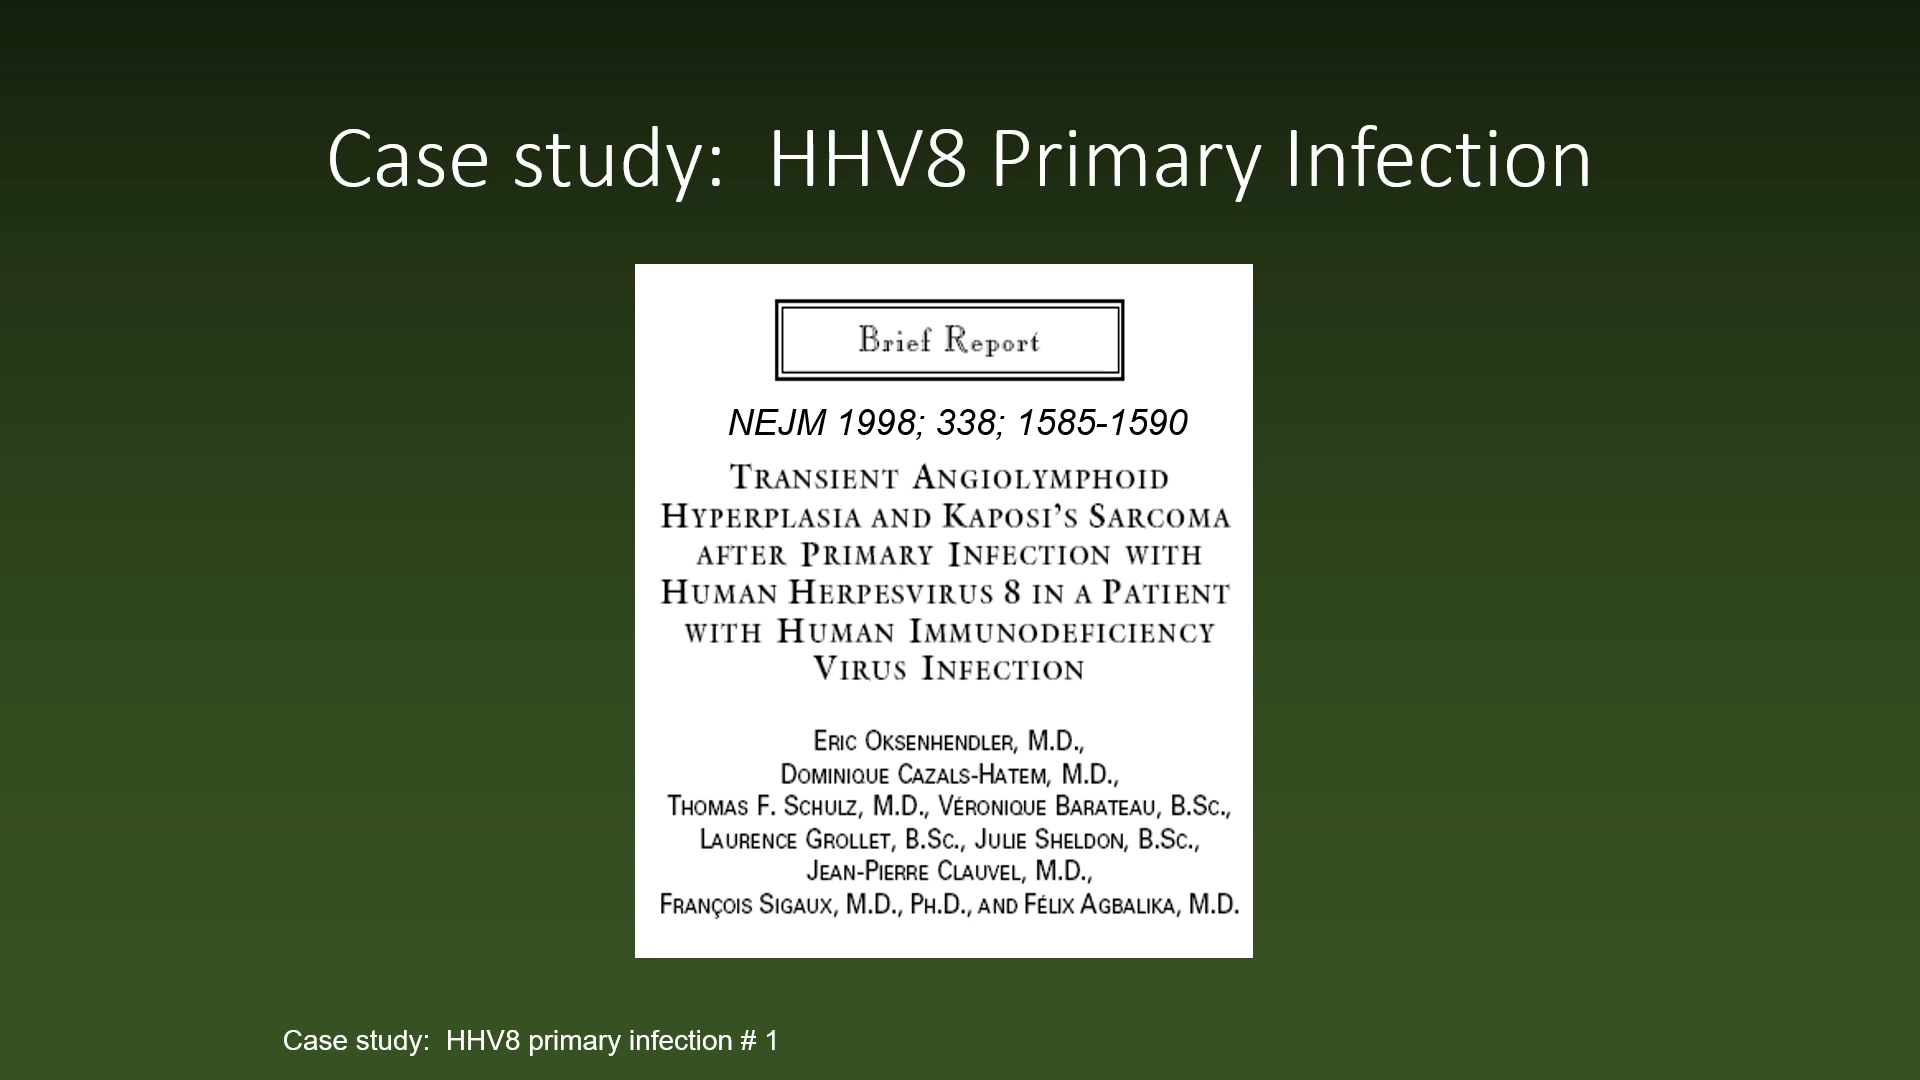 Case study:  HHV8 Primary Infection
Brief Report
NEJM 1998; 338; 1585-1590
TRANSIENT ANGIOLYMPHOID
HYPERPLASIA AND KAPOSI’S SARCOMA
AFTER PRIMARY INFECTION WITH
HUMAN HERPESVIRUS 8 IN A PATIENT
WITH HUMAN IMMUNODEFICIENCY
VIRUS INFECTION
ERIC OKSENHENDLER, M.D.,
DOMINIQUE CAZALS-HATEM, M.D.,
THOMAS F. SCHULZ, M.D., VÉRONIQUE BARATEAU, B.SC.,
LAURENCE GROLLET, B.SC., JULIE SHELDON, B.SC.,
JEAN-PIERRE CLAUVEL, M.D.,
FRANÇOIS SIGAUX, M.D., PH.D., AND FÉLIX AGBALIKA, M.D.
Case study:  HHV8 primary infection # 1